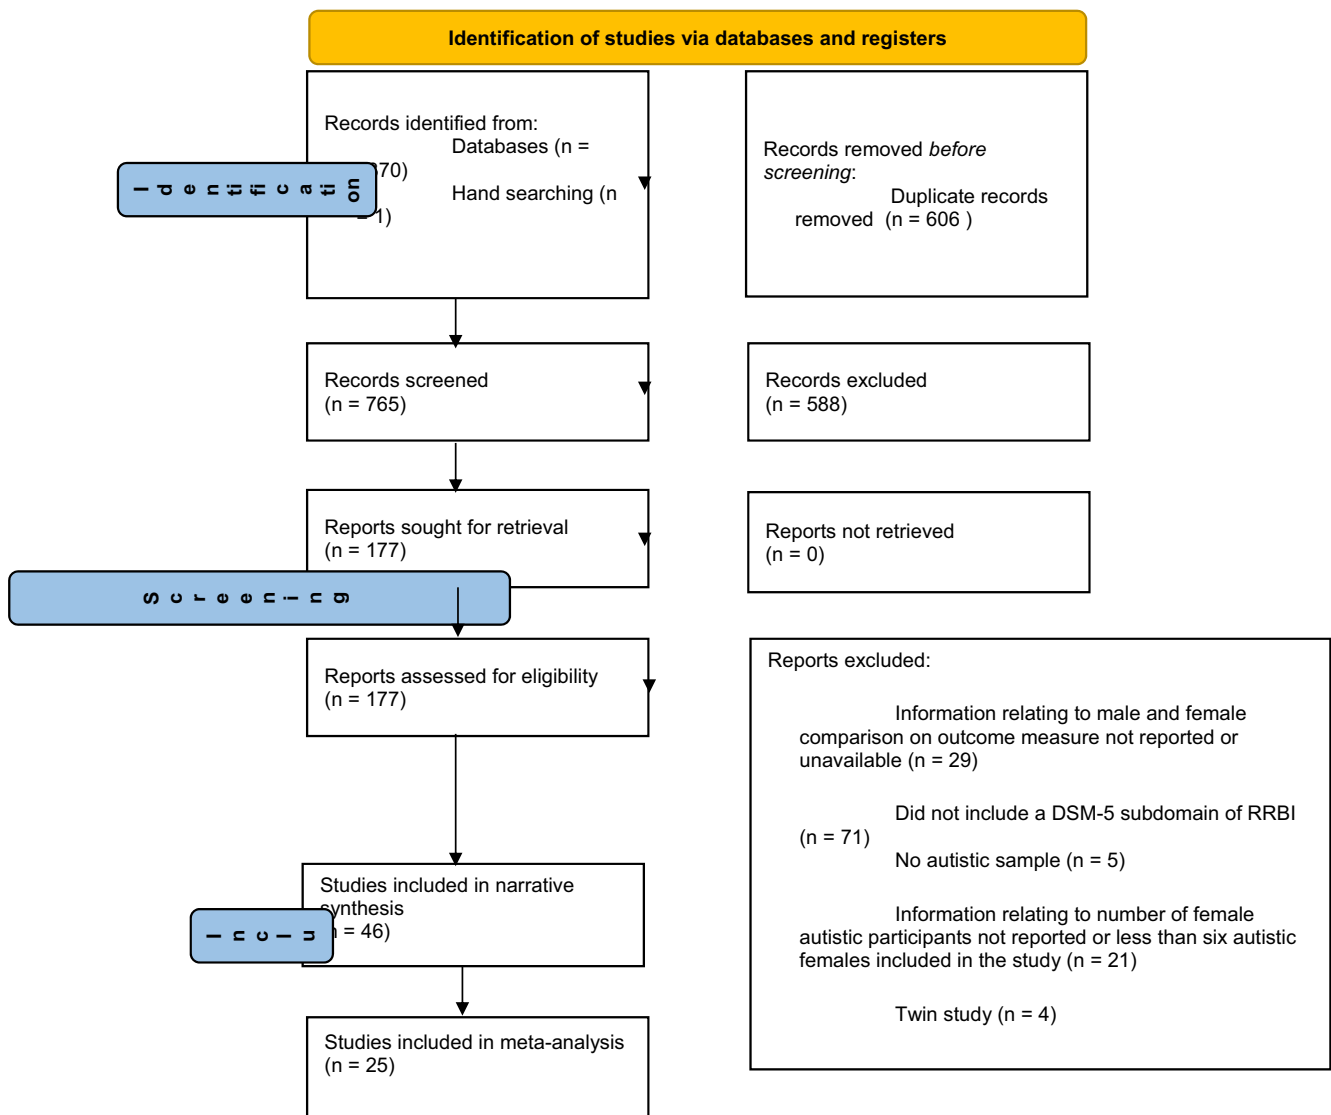 Identification of studies via databases and registers
Records identified from:
Databases (n =
370)
Hand searching (n
= 1)
Records removed before
screening:
Duplicate records
removed (n = 606 )
Identificati
on
Records screened
(n = 765)
Records excluded
(n = 588)
Reports sought for retrieval
(n = 177)
Reports not retrieved
(n = 0)
Screening
Reports assessed for eligibility
(n = 177)
Reports excluded:
Information relating to male and female
comparison on outcome measure not reported or
unavailable (n = 29)
Did not include a DSM-5 subdomain of RRBI
(n = 71)
No autistic sample (n = 5)
Information relating to number of female
autistic participants not reported or less than six autistic
females included in the study (n = 21)
Twin study (n = 4)
Studies included in narrative
synthesis
n = 46)
Inclu
Studies included in meta-analysis
(n = 25)